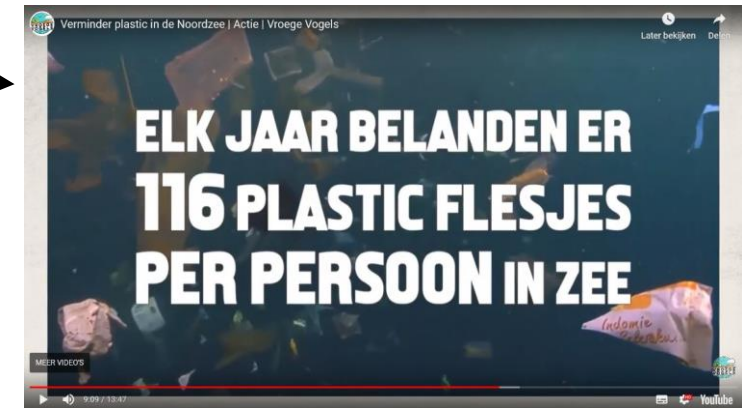 Verminder plastic in de Noordzee | Actie | Vroege Vogels
Later bekijken
Delen
ELK JAAR BELANDEN ER
116 PLASTIC FLESJES
PER PERSOON IN ZEE
Indomie
MEER VIDEO'S
9:09 / 13:47
YouTube